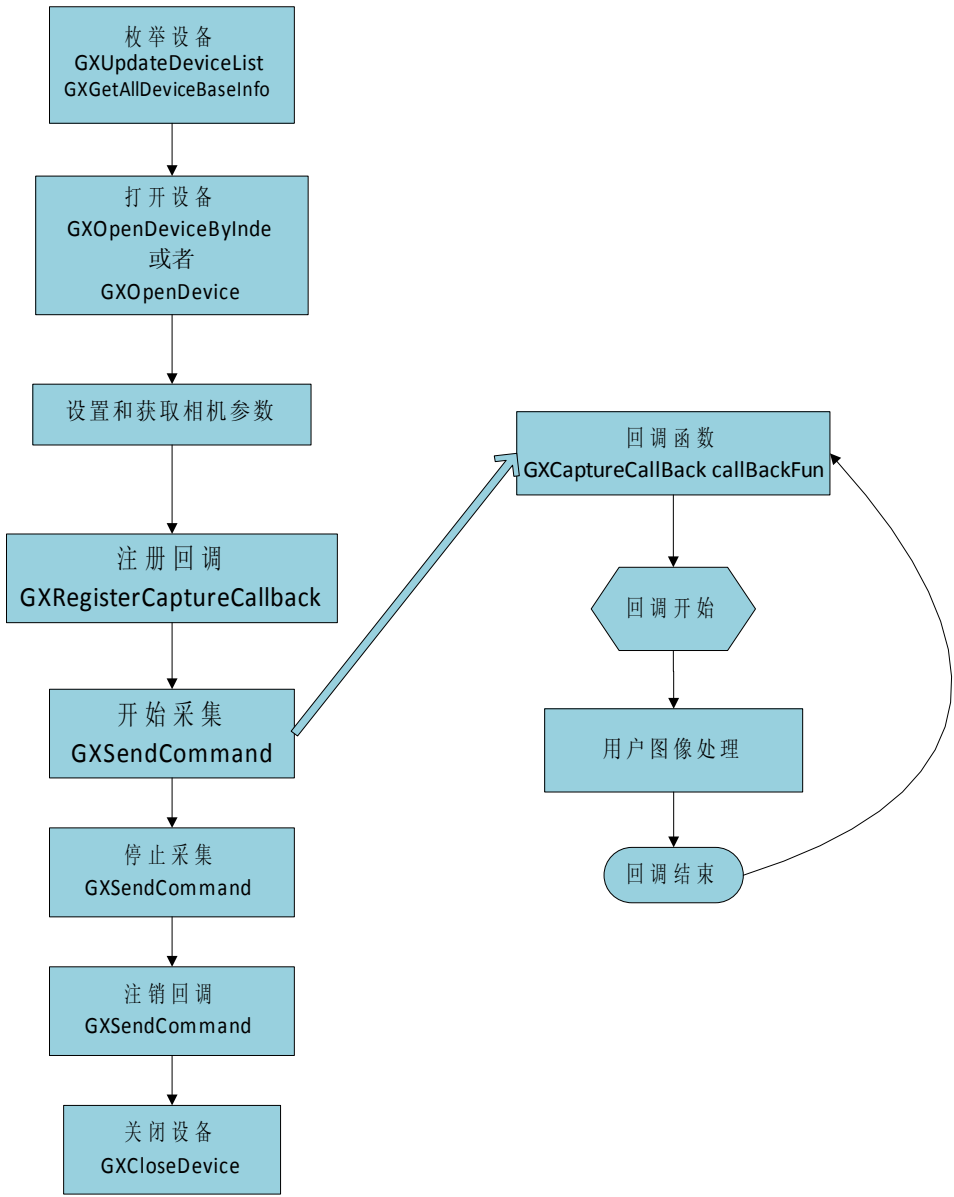 枚举设备
GXUpdateDeviceList
GXGetAllDeviceBaseInfo
打开设备
GXOpenDeviceByInde
或者
GXOpenDevice
设置和获取相机参数
注册回调
GXRegisterCaptureCallback
开始采集
GXSendCommand
停止采集
GXSendCommand
注销回调
GXSendCommand
关闭设备
GXCloseDevice
回调函数
GXCaptureCallBack callBackFun
回调开始
用户图像处理
回调结束